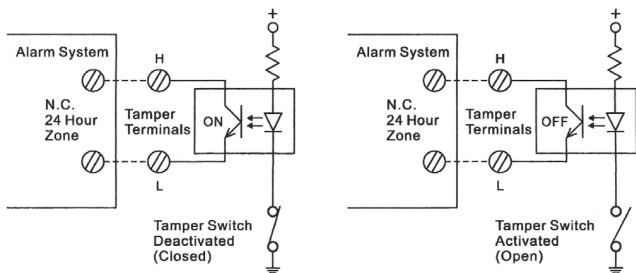 +
Alarm System
H
N.C.
24 Hour
Zone
Tamper
Terminals
ON
L
Tamper Switch
Deactivated
(Closed)
+
Alarm System
H
N.C.
24 Hour
Zone
Tamper
Terminals
OFF
L
Tamper Switch
Activated
(Open)